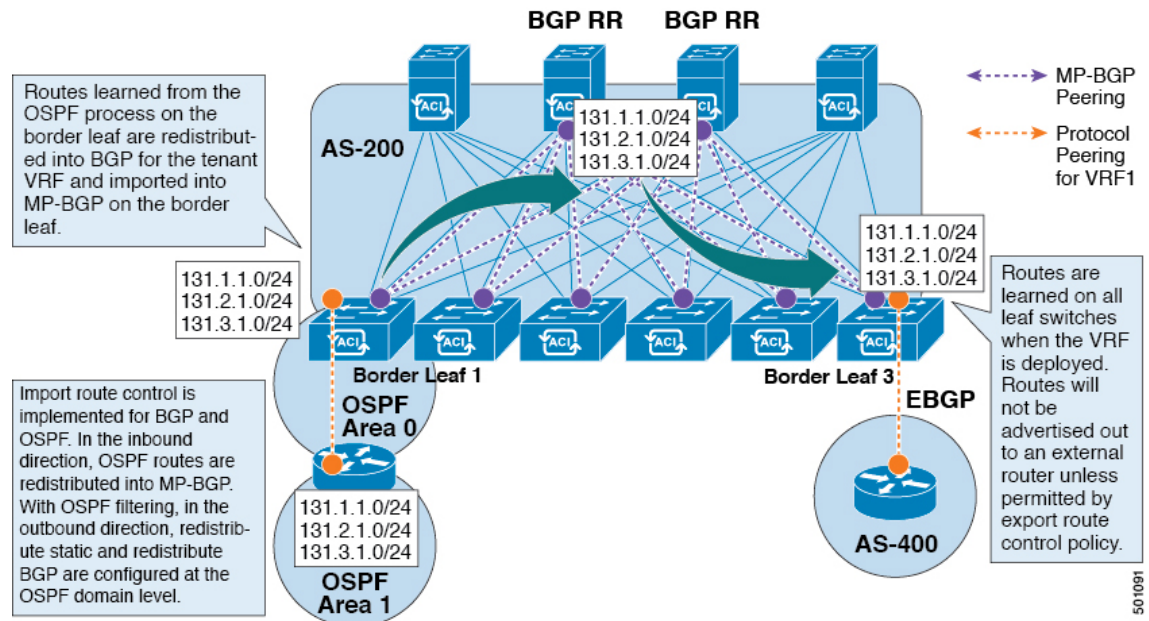 BGP RR
BGP RR
Routes learned from the
OSPF process on the
border leaf are redistribut-
ed into BGP for the tenant
VRF and imported into
MP-BGP on the border
leaf.
MP-BGP
Peering
Protocol
Peering
for VRF1
ACI
ACI
ACI
ACI
AS-200
131.1.1.0/24
131.2.1.0/24
131.3.1.0/24
131.1.1.0/24
131.2.1.0/24
131.3.1.0/24
131.1.1.0/24
131.2.1.0/24
131.3.1.0/24
ACI
ACI
ACI
ACI
ACI
ACI
Border Leaf 1
Border Leaf 3
Routes are
learned on all
leaf switches
when the VRF
is deployed.
Routes will
not be
advertised out
to an external
router unless
permitted by
export route
control policy.
Import route control is
implemented for BGP and
OSPF. In the inbound
direction, OSPF routes are
redistributed into MP-BGP.
With OSPF filtering, in the
outbound direction, redistrib-
ute static and redistribute
BGP are configured at the
OSPF domain level.
OSPF
Area 0
EBGP
131.1.1.0/24
131.2.1.0/24
131.3.1.0/24
OSPF
Area 1
AS-400
501091